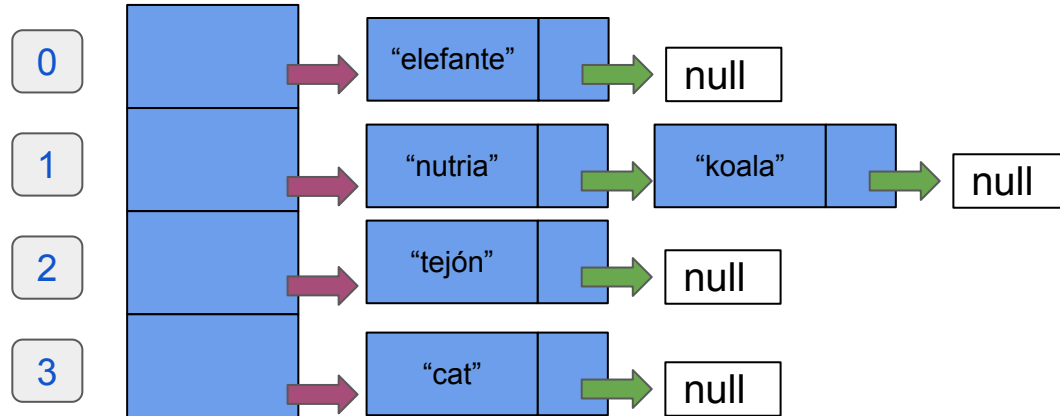 0
“elefante”
null
1
“nutria”
“koala”
null
2
“tejón”
null
3
“cat”
null